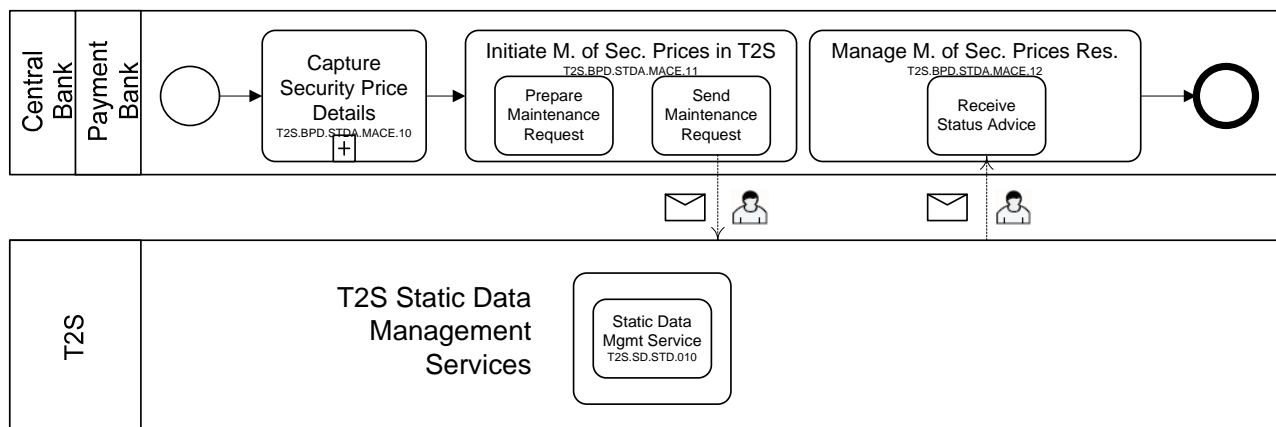 Central
Bank
Payment
Bank
Capture
Security Price
Details
T2S.BPD.STDA.MACE.10
+
Initiate M. of Sec. Prices in T2S
T2S.BPD.STDA.MACE.11
Prepare
Maintenance
Request
Send
Maintenance
Request
Manage M. of Sec. Prices Res.
T2S.BPD.STDA.MACE.12
Receive
Status Advice
T2S
T2S Static Data
Management
Services
Static Data
Mgmt Service
T2S.SD.STD.010